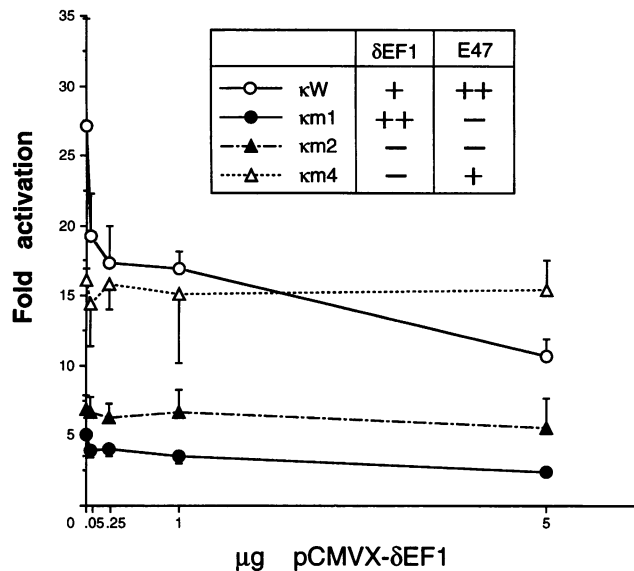 35
30
25
20
15
10
5
0 .05 .25 1 5
Fold activation
µg pCMVX-δEF1
δEF1 E47
κW + ++
κm1 ++ −
κm2 − −
κm4 − +